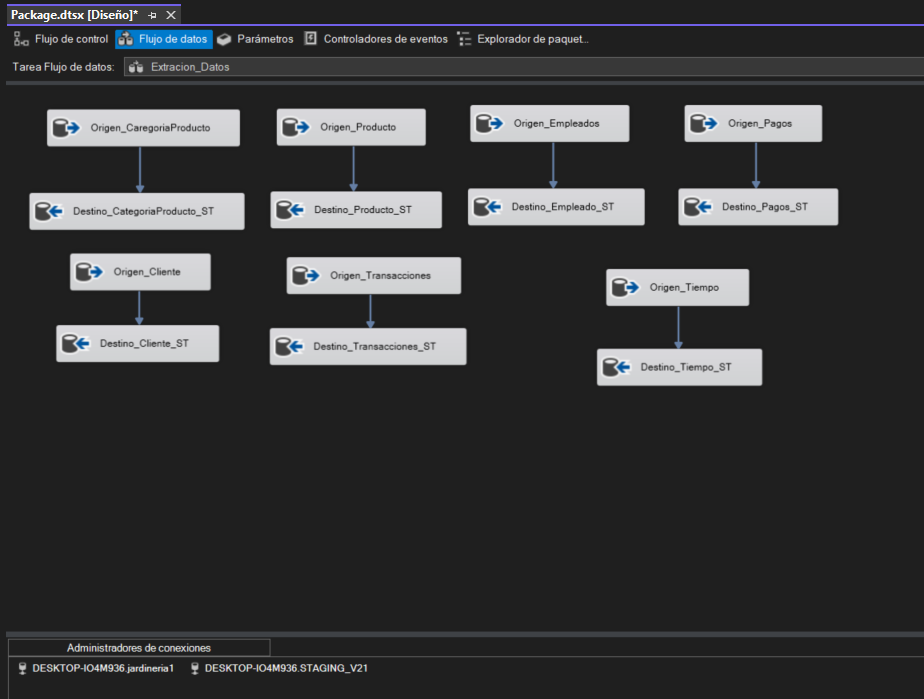 Package.dtsx [Diseño]*
Flujo de control Flujo de datos Parámetros Controladores de eventos Explorador de paquet...
Tarea Flujo de datos: Extracion_Datos
Origen_CaregoriaProducto Origen_Producto Origen_Empleados Origen_Pagos
Destino_CategoriaProducto_ST Destino_Producto_ST Destino_Empleado_ST Destino_Pagos_ST
Origen_Cliente Origen_Transacciones Origen_Tiempo
Destino_Cliente_ST Destino_Transacciones_ST Destino_Tiempo_ST
Administradores de conexiones
DESKTOP-IO4M936.jardineria1 DESKTOP-IO4M936.STAGING_V21